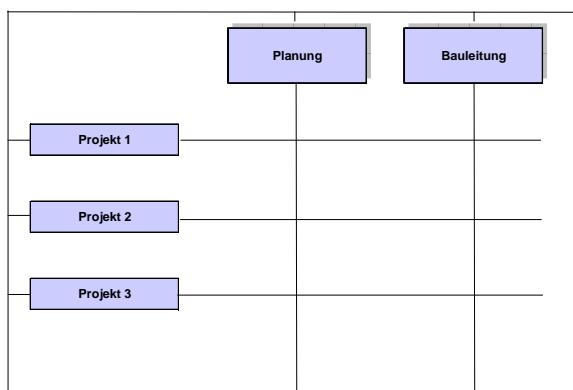 Planung
Bauleitung
Projekt 1
Projekt 2
Projekt 3